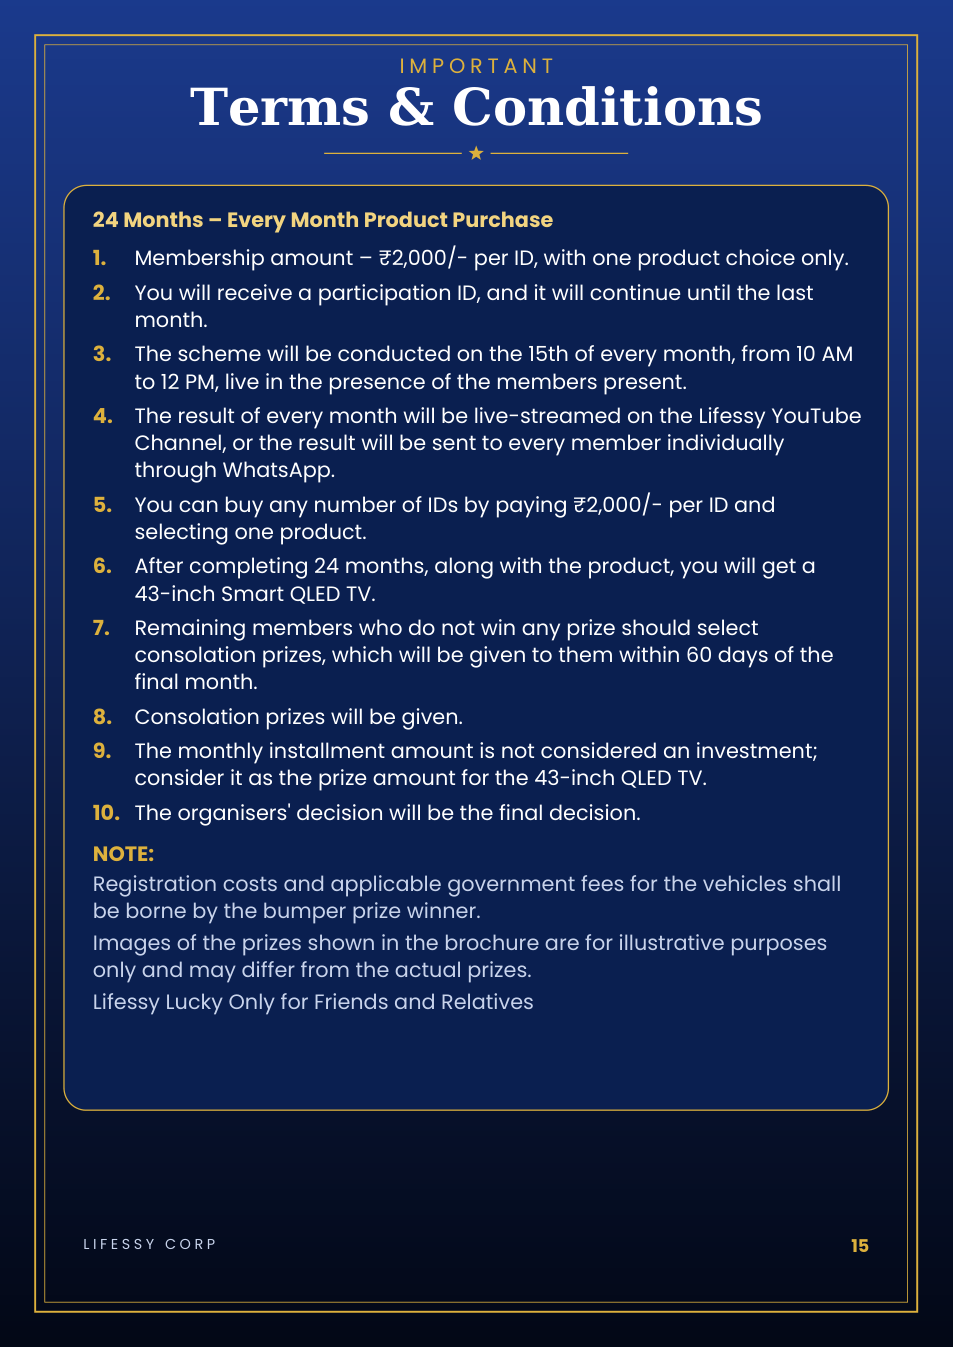 IMPORTANT
Terms & Conditions
24 Months – Every Month Product Purchase
1. Membership amount – ₹2,000/- per ID, with one product choice only.
2. You will receive a participation ID, and it will continue until the last
month.
3. The scheme will be conducted on the 15th of every month, from 10 AM
to 12 PM, live in the presence of the members present.
4. The result of every month will be live-streamed on the Lifessy YouTube
Channel, or the result will be sent to every member individually
through WhatsApp.
5. You can buy any number of IDs by paying ₹2,000/- per ID and
selecting one product.
6. After completing 24 months, along with the product, you will get a
43-inch Smart QLED TV.
7. Remaining members who do not win any prize should select
consolation prizes, which will be given to them within 60 days of the
final month.
8. Consolation prizes will be given.
9. The monthly installment amount is not considered an investment;
consider it as the prize amount for the 43-inch QLED TV.
10. The organisers' decision will be the final decision.
NOTE:
Registration costs and applicable government fees for the vehicles shall
be borne by the bumper prize winner.
Images of the prizes shown in the brochure are for illustrative purposes
only and may differ from the actual prizes.
Lifessy Lucky Only for Friends and Relatives
LIFESSY CORP
15